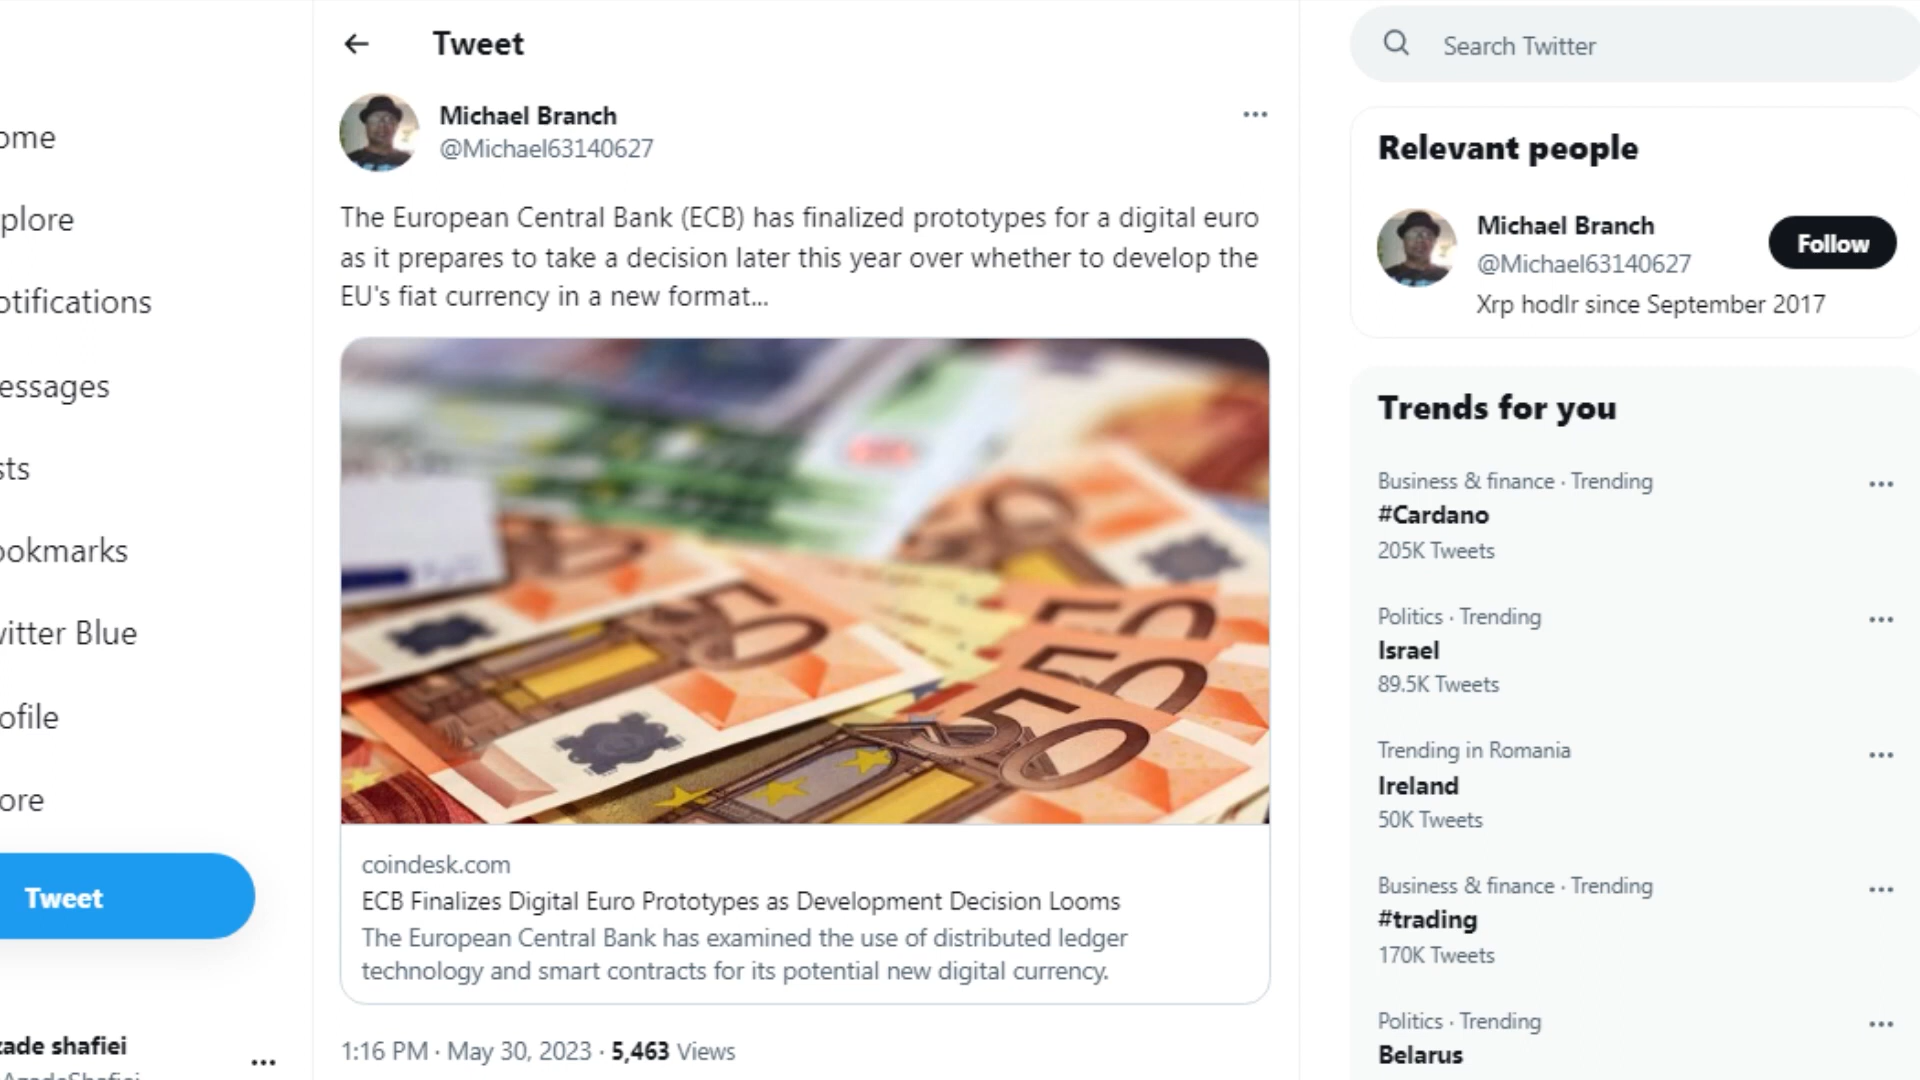 Tweet
Michael Branch
@Michael63140627
The European Central Bank (ECB) has finalized prototypes for a digital euro
as it prepares to take a decision later this year over whether to develop the
EU's fiat currency in a new format...
50
50
50
50
coindesk.com
ECB Finalizes Digital Euro Prototypes as Development Decision Looms
The European Central Bank has examined the use of distributed ledger
technology and smart contracts for its potential new digital currency.
1:16 PM · May 30, 2023 · 5,463 Views
ome
plore
otifications
essages
sts
ookmarks
vitter Blue
ofile
ore
Tweet
zade shafiei
Search Twitter
Relevant people
Michael Branch
@Michael63140627
Follow
Xrp hodlr since September 2017
Trends for you
Business & finance · Trending
#Cardano
205K Tweets
Politics · Trending
Israel
89.5K Tweets
Trending in Romania
Ireland
50K Tweets
Business & finance · Trending
#trading
170K Tweets
Politics · Trending
Belarus